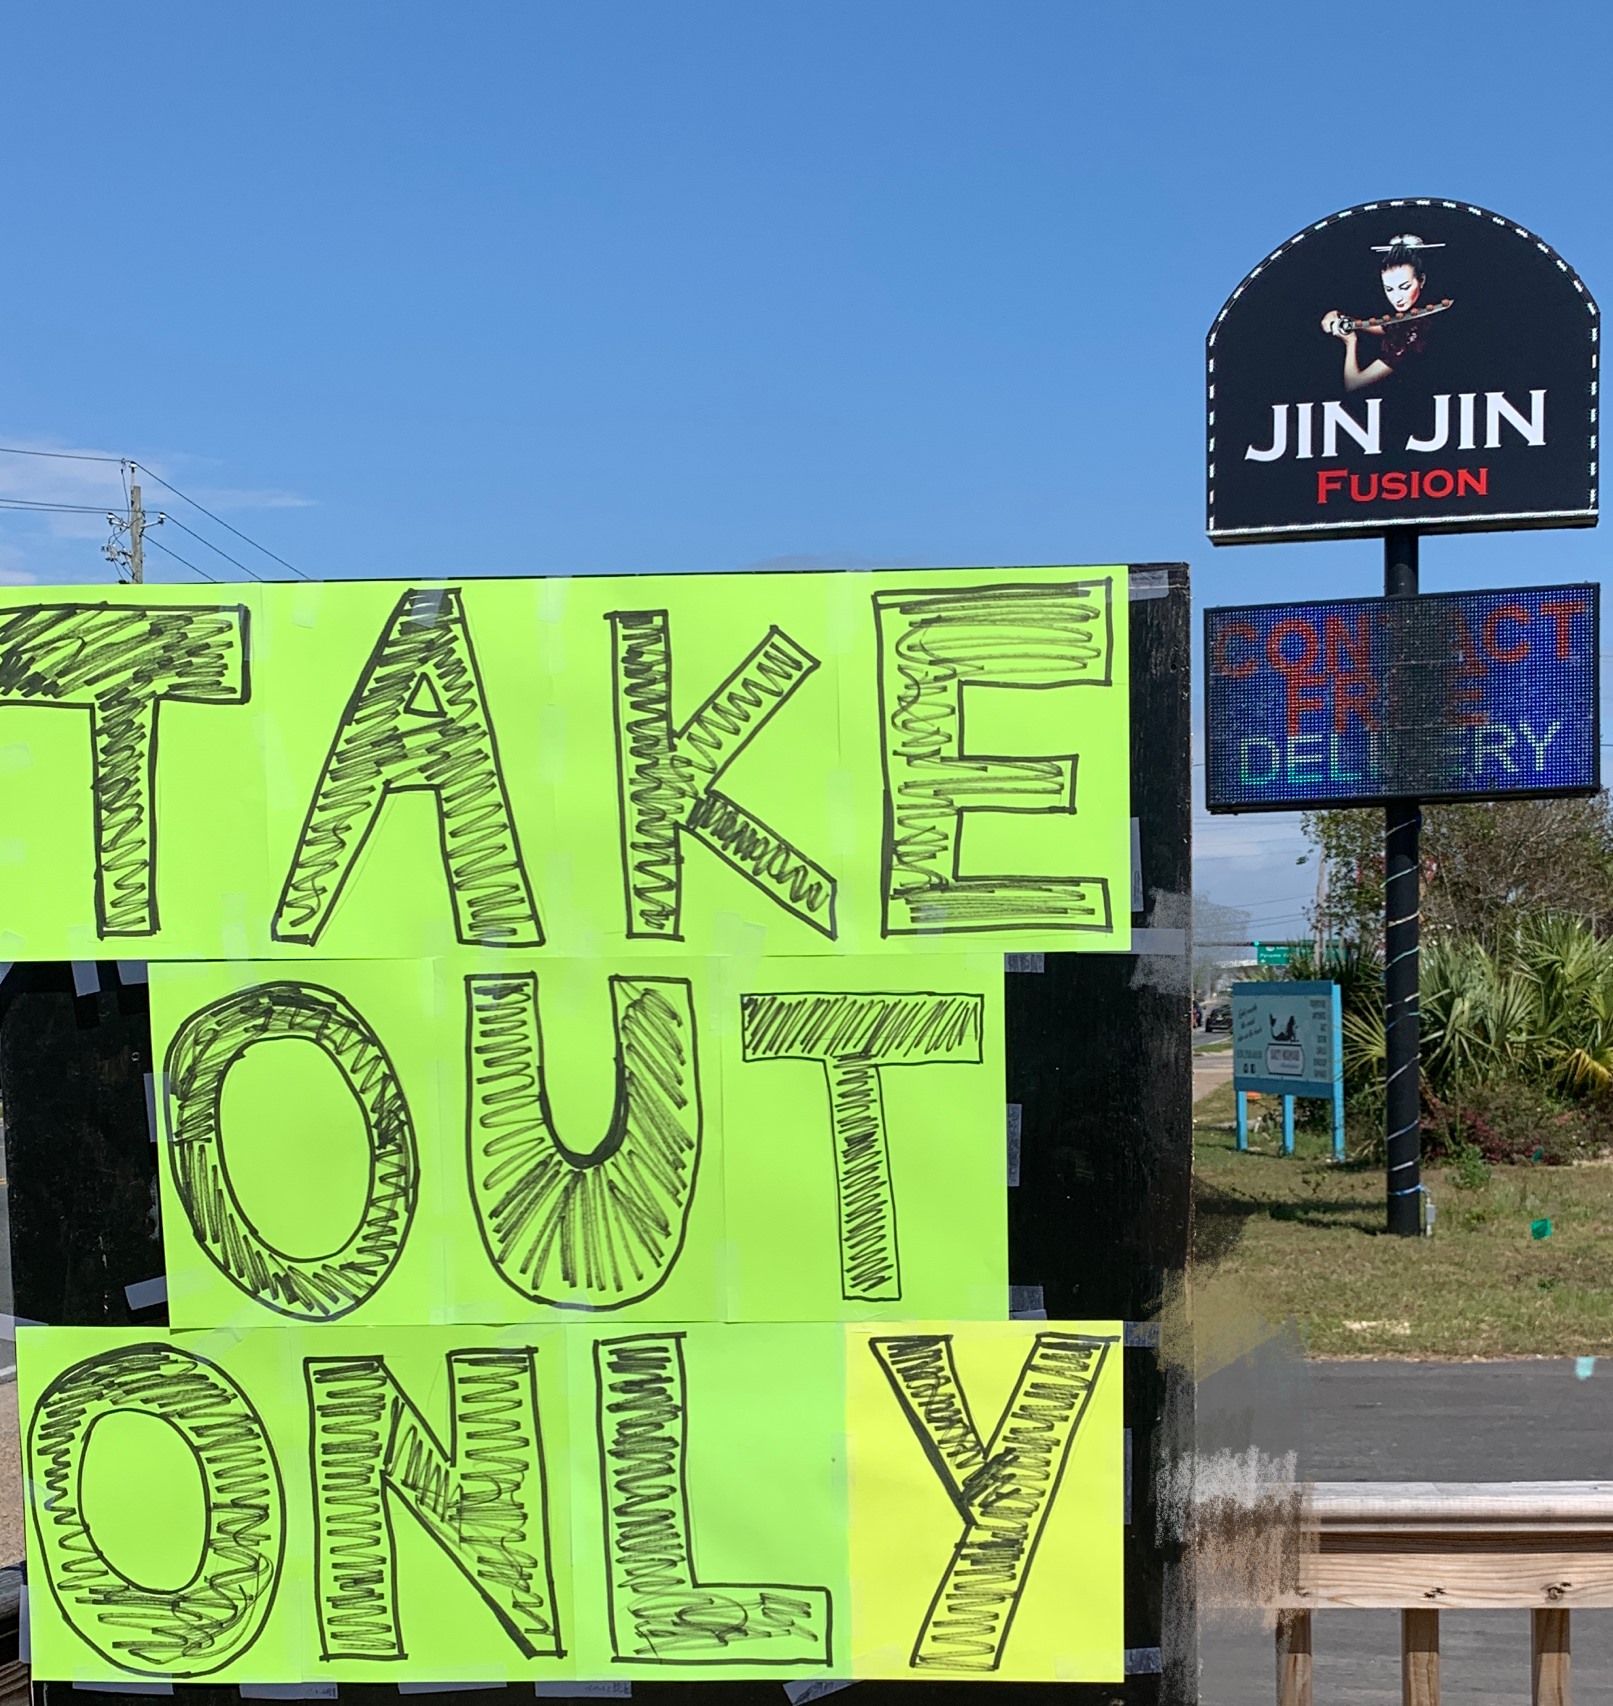 TAKE
OUT
ONLY
JIN JIN
FUSION
CONTACT
FREE
DELIVERY